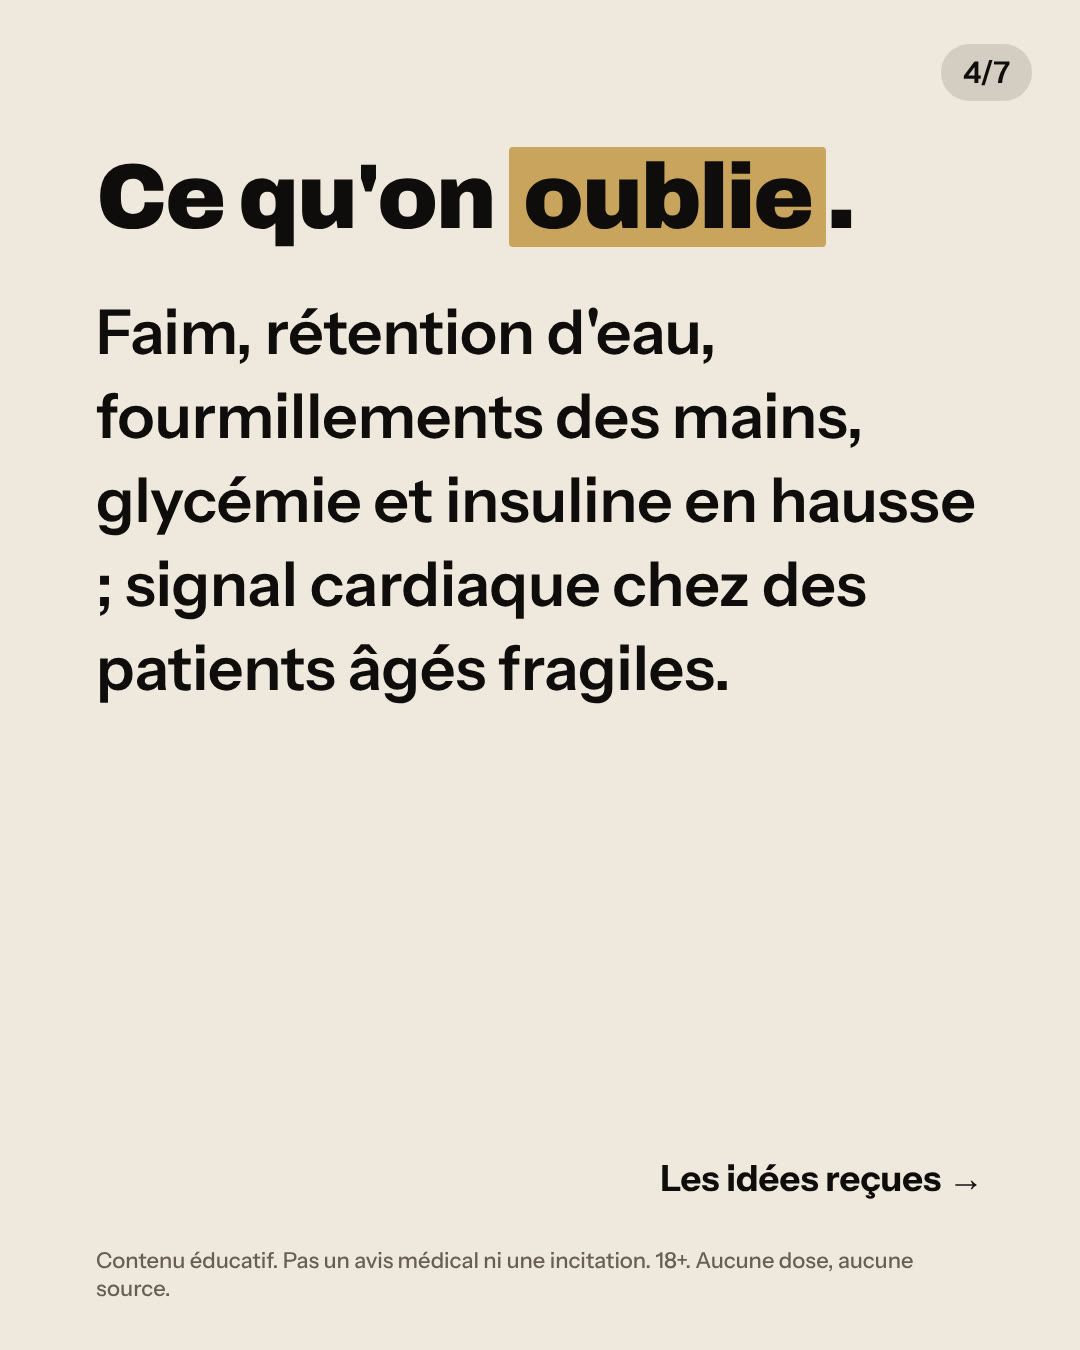 4/7
Ce qu'on oublie.
Faim, rétention d'eau,
fourmillements des mains,
glycémie et insuline en hausse
; signal cardiaque chez des
patients âgés fragiles.
Les idées reçues →
Contenu éducatif. Pas un avis médical ni une incitation. 18+. Aucune dose, aucune
source.